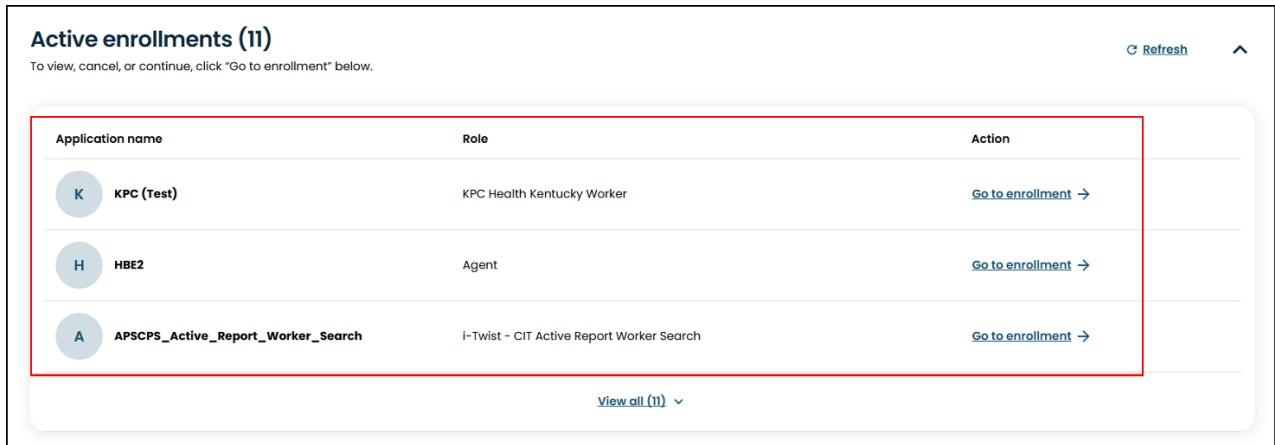 Active enrollments (11)
Refresh
To view, cancel, or continue, click "Go to enrollment" below.
Application name Role Action
K KPC (Test) KPC Health Kentucky Worker Go to enrollment →
H HBE2 Agent Go to enrollment →
A APSCPS_Active_Report_Worker_Search i-Twist - CIT Active Report Worker Search Go to enrollment →
View all (11)